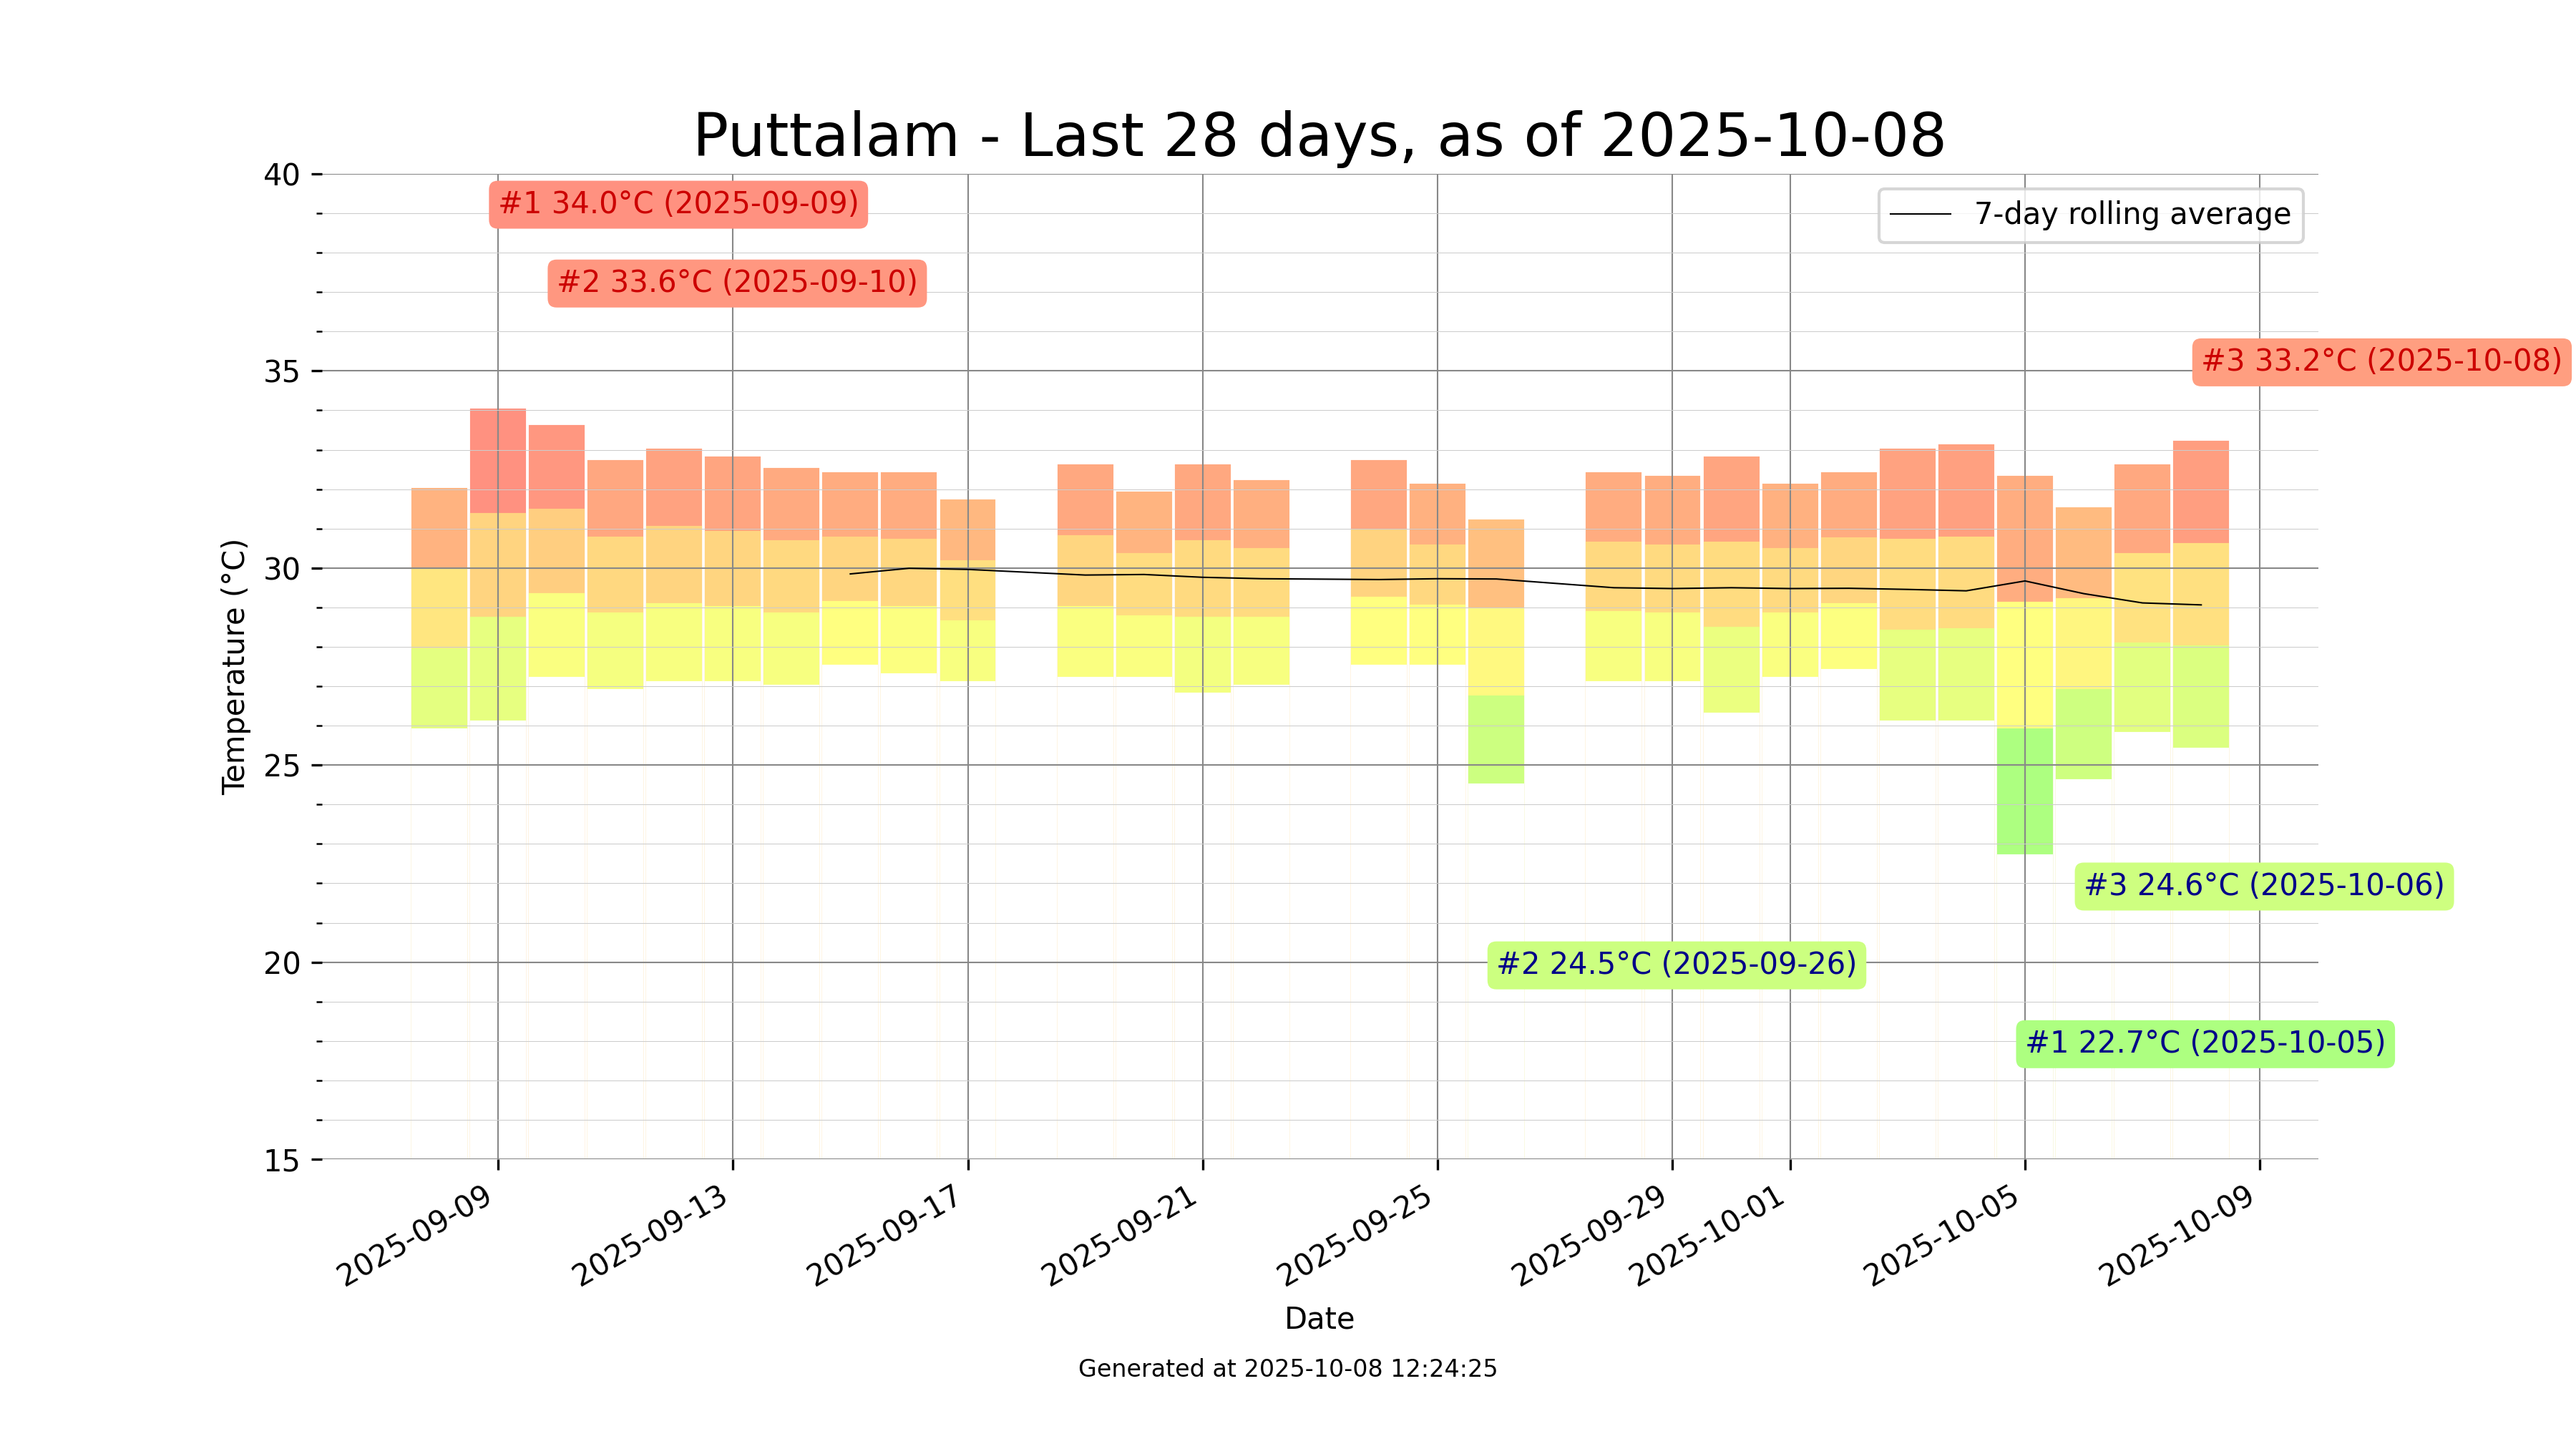 Puttalam - Last 28 days, as of 2025-10-08
40
35
30
25
20
15
Temperature (°C)
#1 34.0°C (2025-09-09)
#2 33.6°C (2025-09-10)
7-day rolling average
#3 33.2°C (2025-10-08)
#3 24.6°C (2025-10-06)
#2 24.5°C (2025-09-26)
#1 22.7°C (2025-10-05)
2025-09-09
2025-09-13
2025-09-17
2025-09-21
2025-09-25
2025-09-29
2025-10-01
2025-10-05
2025-10-09
Date
Generated at 2025-10-08 12:24:25